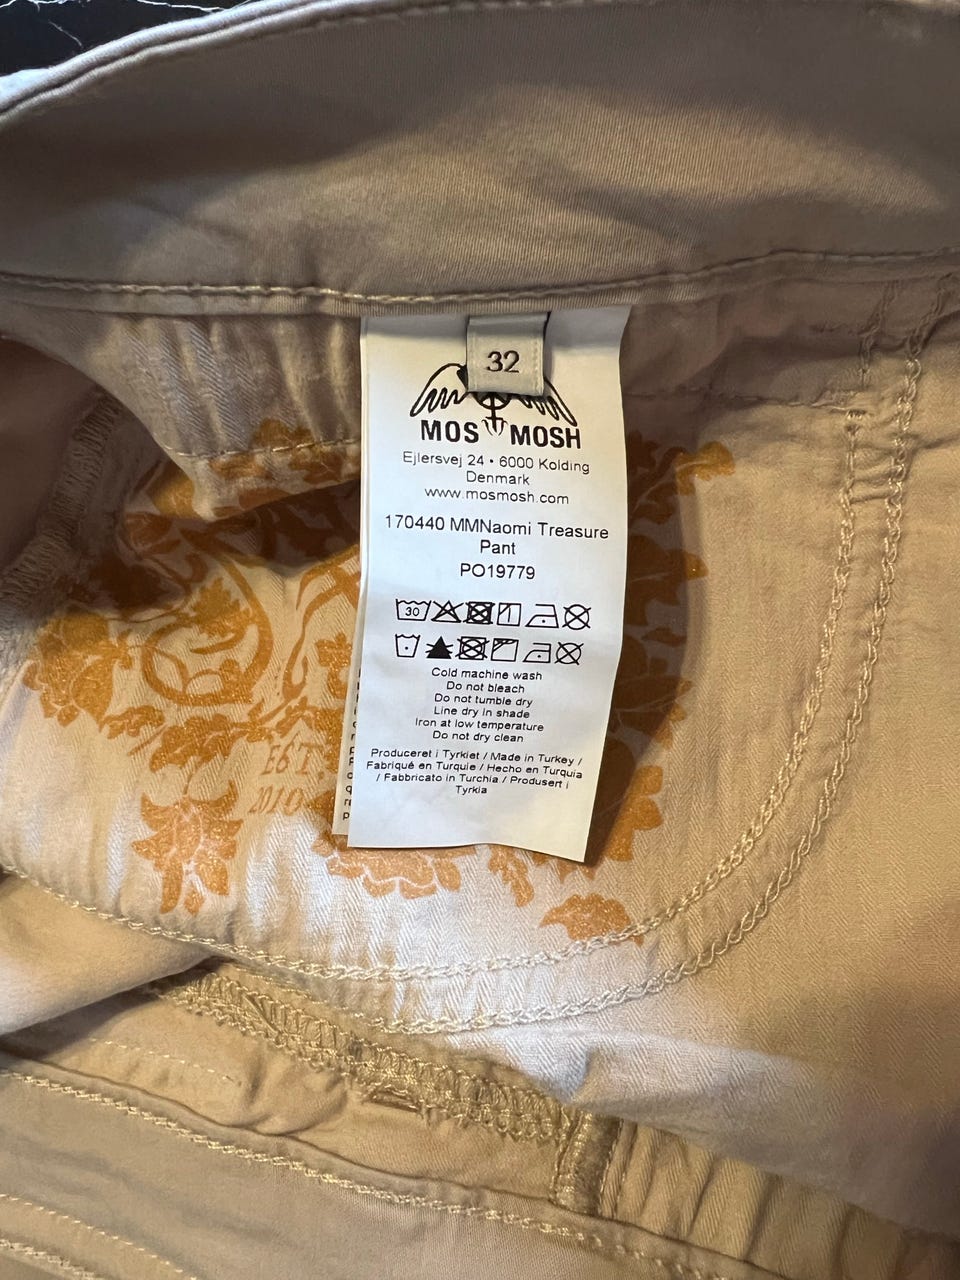 32
MOS MOSH
Ejlersvej 24 • 6000 Kolding
Denmark
www.mosmosh.com
170440 MMNaomi Treasure
Pant
PO19779
30
Cold machine wash
Do not bleach
Do not tumble dry
Line dry in shade
Iron at low temperature
Do not dry clean
Produceret i Tyrkiet / Made in Turkey /
Fabriqué en Turquie / Hecho en Turquia
/ Fabbricato in Turchia / Produsert i
Tyrkia
EST.
2010